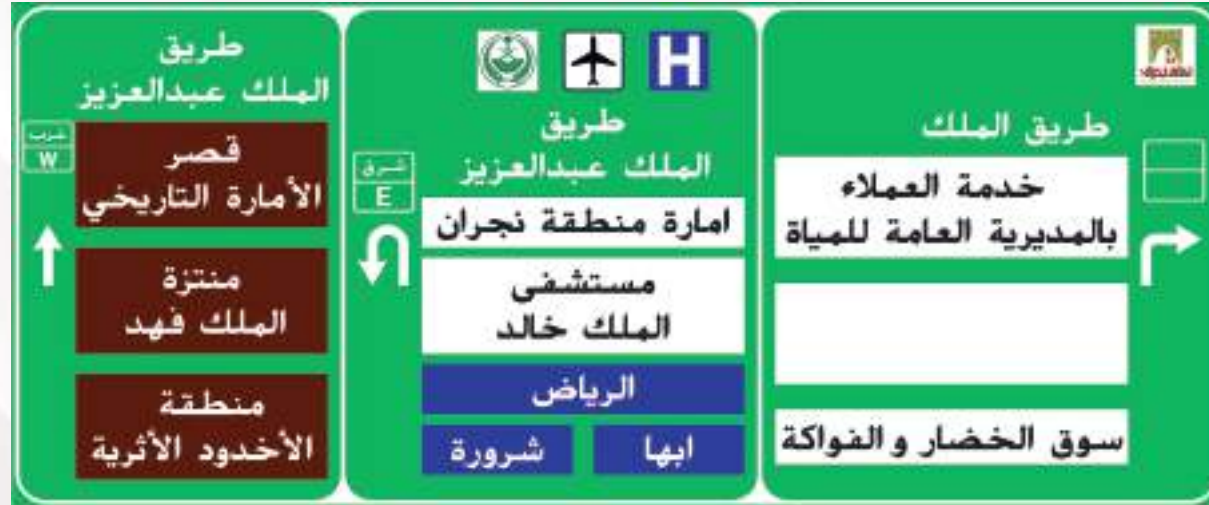 طريق الملك
خدمة العملاء
بالمديرية العامة للمياة
سوق الخضار و الفواكة
H
طريق
الملك عبدالعزيز
شرق
E
امارة منطقة نجران
مستشفى
الملك خالد
الرياض
ابها
شرورة
طريق
الملك عبدالعزيز
غرب
W
قصر
الأمارة التاريخي
منتزة
الملك فهد
منطقة
الأخدود الأثرية